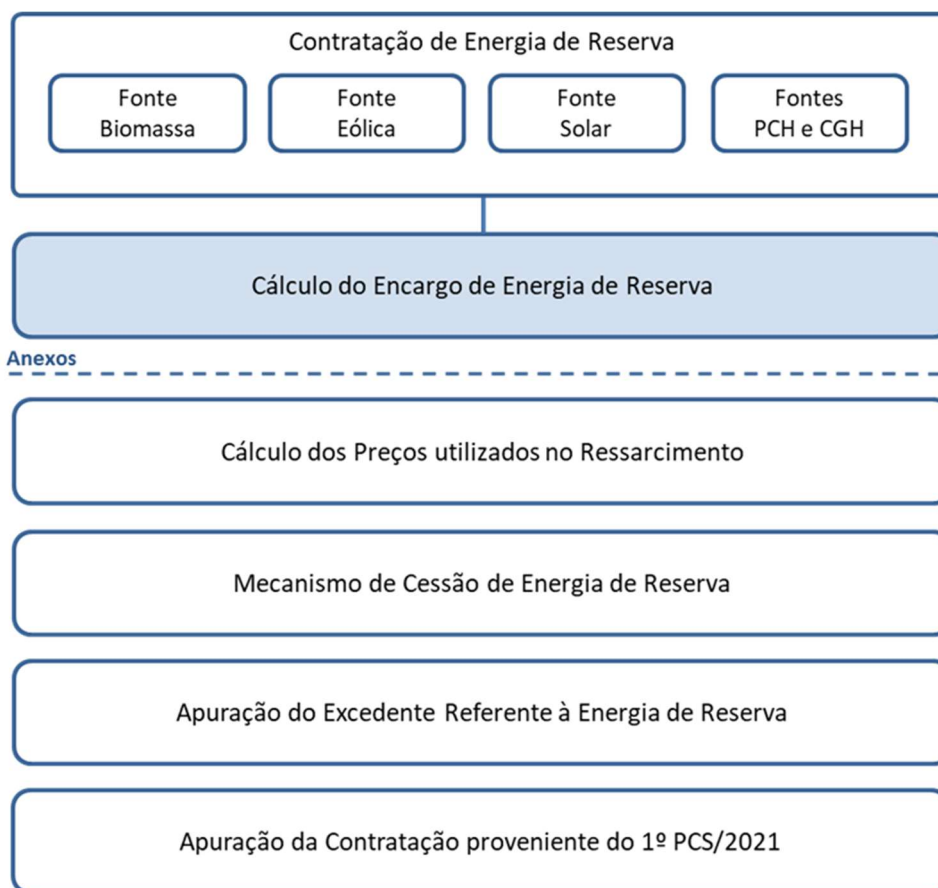 Contratação de Energia de Reserva
Fonte
Biomassa
Fonte
Eólica
Fonte
Solar
Fontes
PCH e CGH
Cálculo do Encargo de Energia de Reserva
Anexos
Cálculo dos Preços utilizados no Ressarcimento
Mecanismo de Cessão de Energia de Reserva
Apuração do Excedente Referente à Energia de Reserva
Apuração da Contratação proveniente do 1º PCS/2021